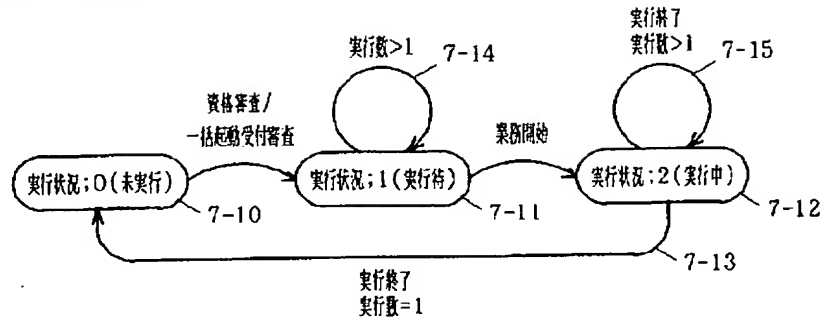 実行数>1
7-14
実行終了
実行数>1
7-15
資格審査/
一括起動受付審査
業務開始
実行状況;0(未実行)
実行状況;1(実行待)
実行状況;2(実行中)
7-10
7-11
7-12
7-13
実行終了
実行数=1